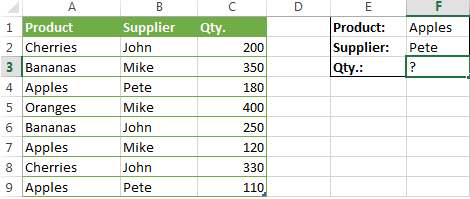 A B C D E F
1 Product Supplier Qty. Product: Apples
2 Cherries John 200 Supplier: Pete
3 Bananas Mike 350 Qty.: ?
4 Apples Pete 180
5 Oranges Mike 400
6 Bananas John 250
7 Apples Mike 120
8 Cherries John 330
9 Apples Pete 110